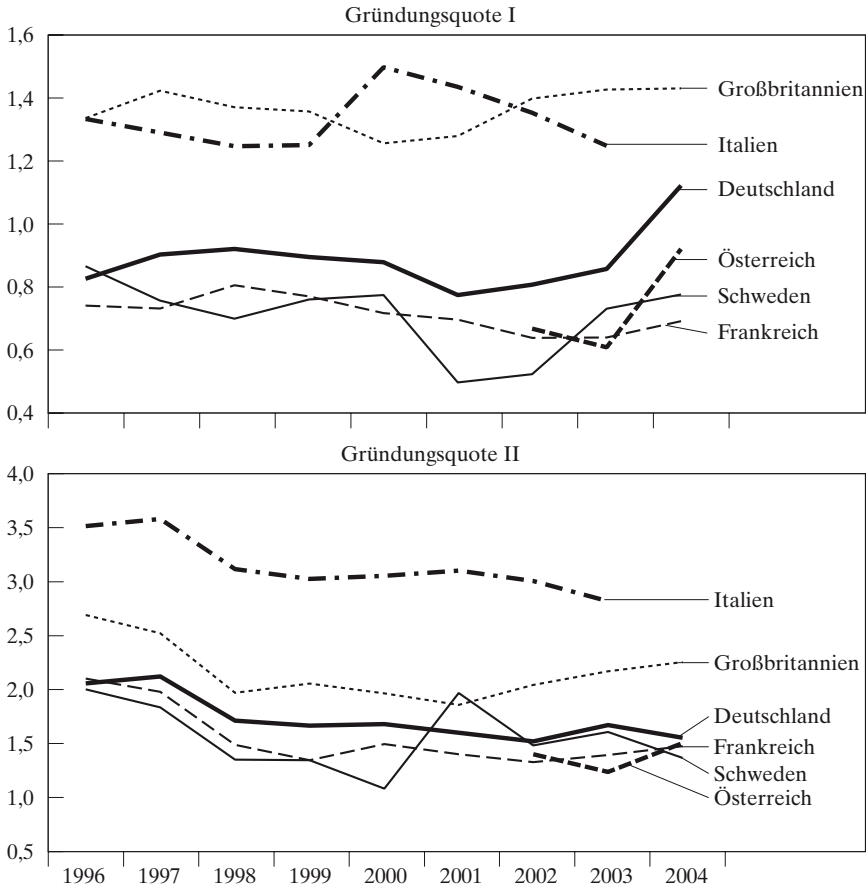 Gründungsquote I
1,6
1,4
1,2
1,0
0,8
0,6
0,4
Großbritannien
Italien
Deutschland
Österreich
Schweden
Frankreich
Gründungsquote II
4,0
3,5
3,0
2,5
2,0
1,5
1,0
0,5
Italien
Großbritannien
Deutschland
Frankreich
Schweden
Österreich
1996 1997 1998 1999 2000 2001 2002 2003 2004